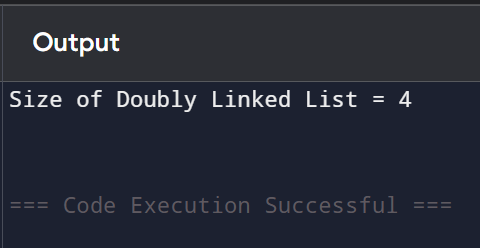 Output
Size of Doubly Linked List = 4
=== Code Execution Successful ===